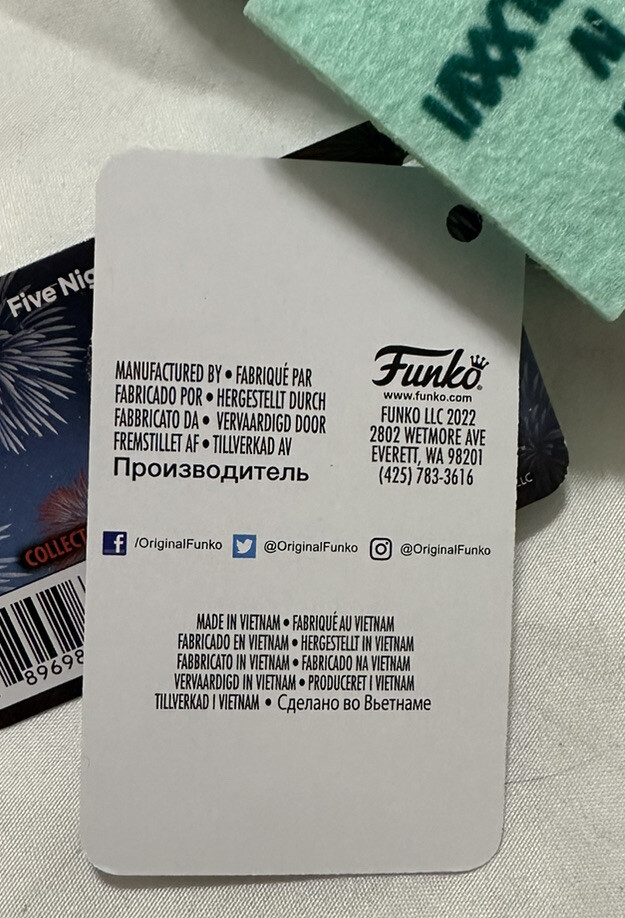 Five Nig
MANUFACTURED BY • FABRIQUÉ PAR
FABRICADO POR • HERGESTELLT DURCH
FABBRICATO DA • VERVAARDIGD DOOR
FREMSTILLET AF • TILLVERKAD AV
Производитель
Funko®
www.funko.com
FUNKO LLC 2022
2802 WETMORE AVE
EVERETT, WA 98201
(425) 783-3616
LLC
/OriginalFunko @OriginalFunko @OriginalFunko
COLLECT
8969
MADE IN VIETNAM • FABRIQUÉ AU VIETNAM
FABRICADO EN VIETNAM • HERGESTELLT IN VIETNAM
FABBRICATO IN VIETNAM • FABRICADO NA VIETNAM
VERVAARDIGD IN VIETNAM • PRODUCERET I VIETNAM
TILLVERKAD I VIETNAM • Сделано во Вьетнаме